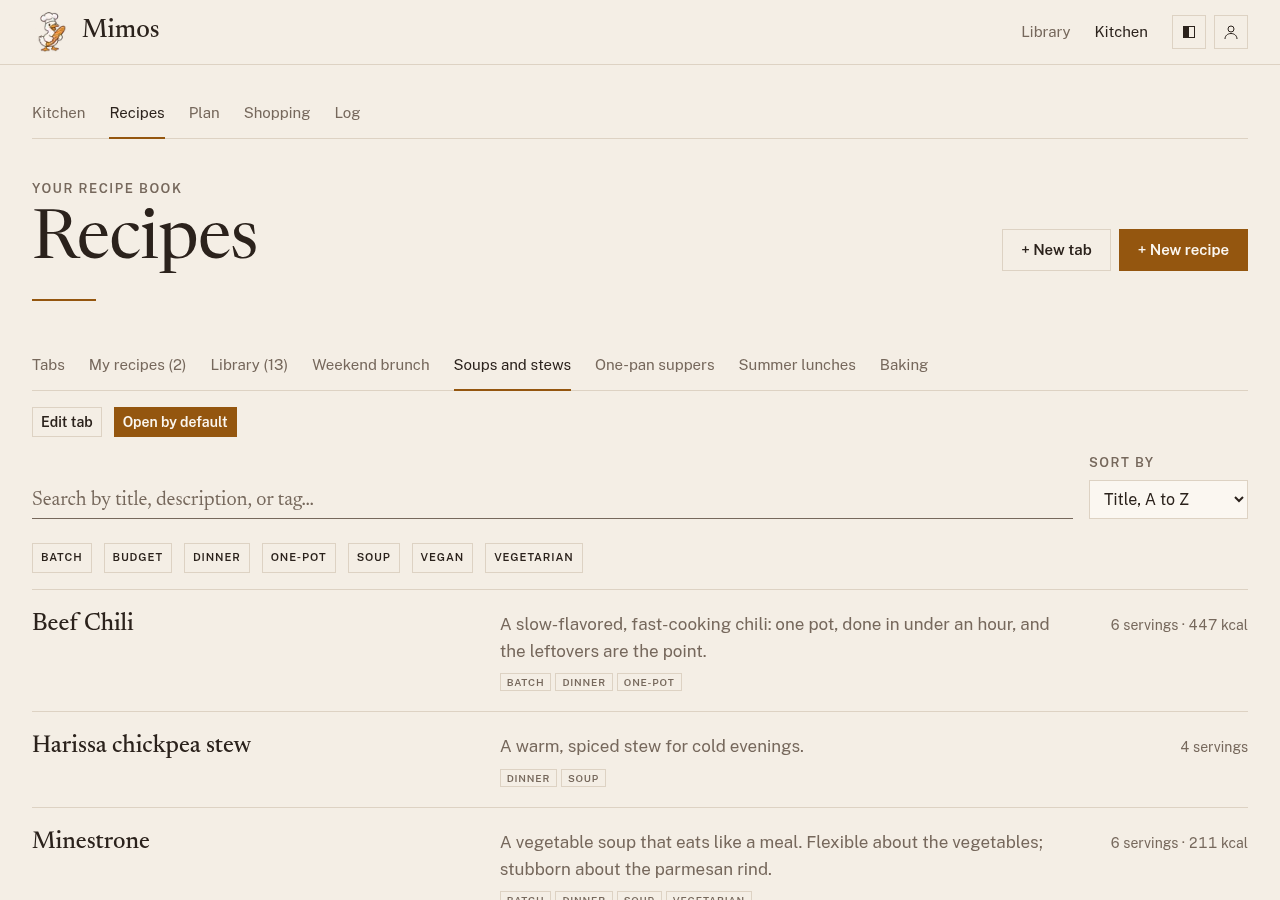 Mimos
Library
Kitchen
Kitchen
Recipes
Plan
Shopping
Log
YOUR RECIPE BOOK
Recipes
+ New tab
+ New recipe
Tabs
My recipes (2)
Library (13)
Weekend brunch
Soups and stews
One-pan suppers
Summer lunches
Baking
Edit tab
Open by default
SORT BY
Search by title, description, or tag...
Title, A to Z
BATCH
BUDGET
DINNER
ONE-POT
SOUP
VEGAN
VEGETARIAN
Beef Chili
A slow-flavored, fast-cooking chili: one pot, done in under an hour, and
the leftovers are the point.
6 servings · 447 kcal
BATCH
DINNER
ONE-POT
Harissa chickpea stew
A warm, spiced stew for cold evenings.
4 servings
DINNER
SOUP
Minestrone
A vegetable soup that eats like a meal. Flexible about the vegetables;
stubborn about the parmesan rind.
6 servings · 211 kcal
BATCH
DINNER
SOUP
VEGETARIAN